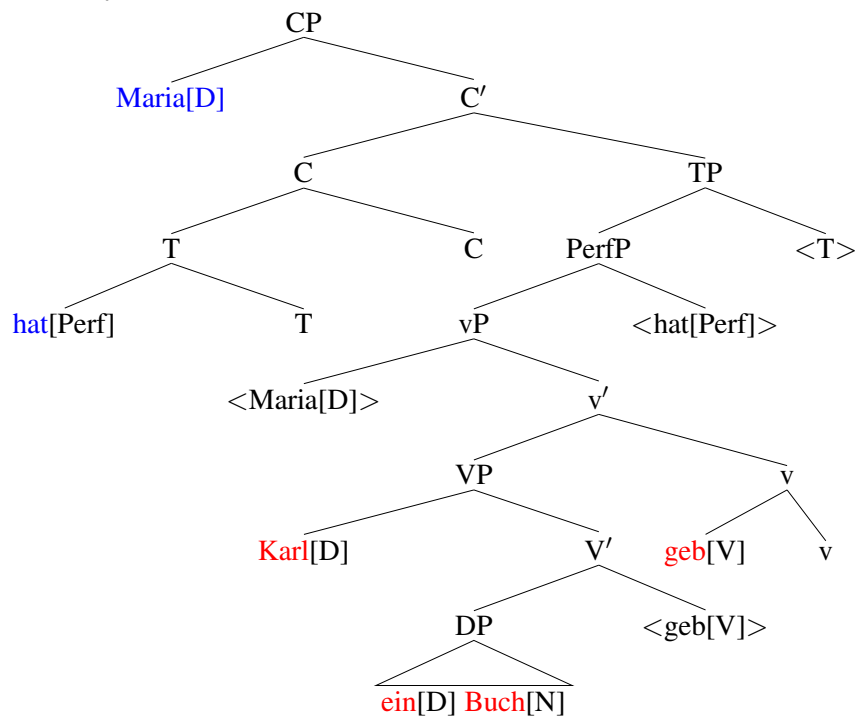 CP
Maria[D] C′
C TP
T C PerfP <T>
hat[Perf] T vP <hat[Perf]>
<Maria[D]> v′
VP v
Karl[D] V′ geb[V] v
DP <geb[V]>
ein[D] Buch[N]